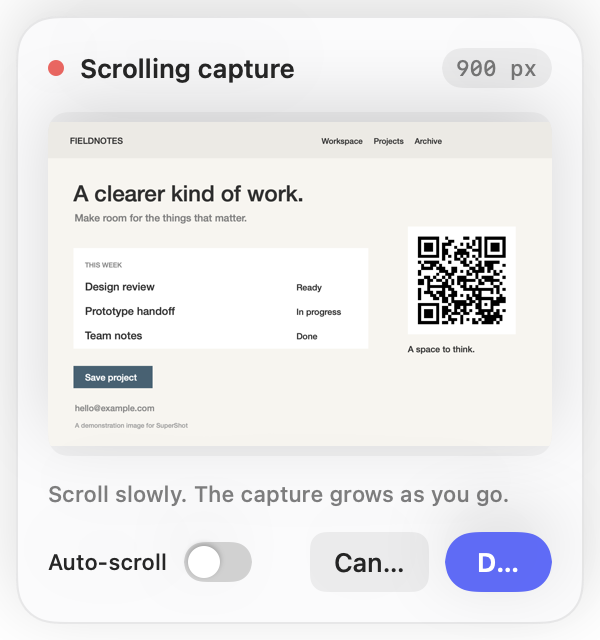 Scrolling capture
900 px
FIELDNOTES
Workspace Projects Archive
A clearer kind of work.
Make room for the things that matter.
THIS WEEK
Design review Ready
Prototype handoff In progress
Team notes Done
A space to think.
Save project
hello@example.com
A demonstration image for SuperShot
Scroll slowly. The capture grows as you go.
Auto-scroll
Can...
D...